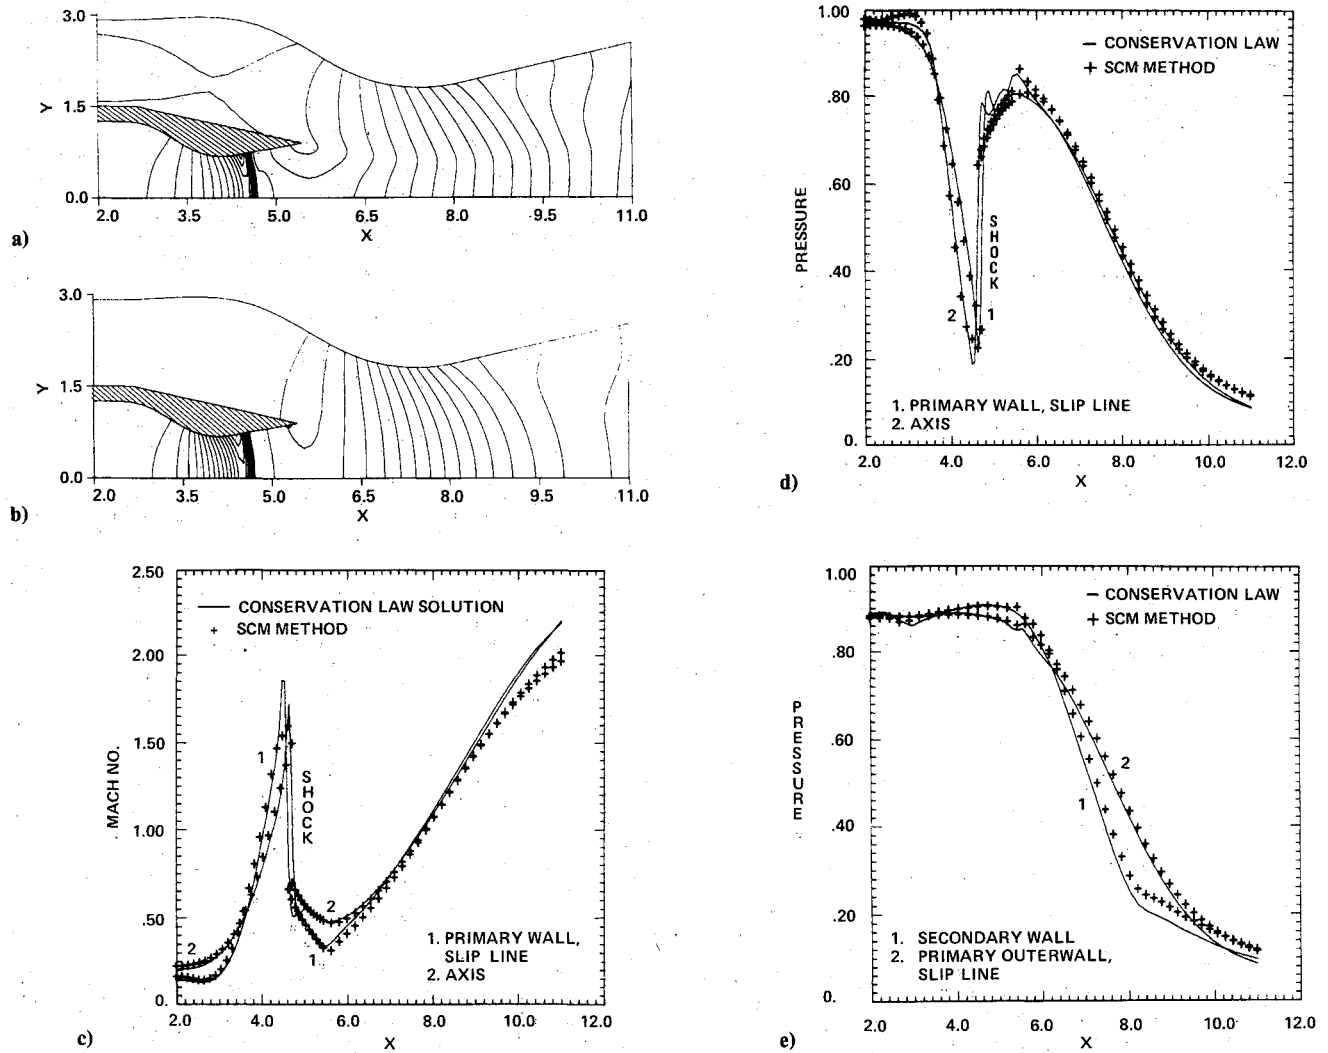 3.0
1.5
0.0
Y
2.0 3.5 5.0 6.5 8.0 9.5 11.0
X
a)
3.0
1.5
0.0
Y
2.0 3.5 5.0 6.5 8.0 9.5 11.0
X
b)
2.50
2.00
1.50
1.00
.50
0.
MACH NO.
— CONSERVATION LAW SOLUTION
+ SCM METHOD
1
SHOCK
2
2
1
1. PRIMARY WALL,
SLIP LINE
2. AXIS
2.0 4.0 6.0 8.0 10.0 12.0
X
c)
1.00
.80
.60
.40
.20
0.
PRESSURE
— CONSERVATION LAW
+ SCM METHOD
SHOCK
2
1
1. PRIMARY WALL, SLIP LINE
2. AXIS
2.0 4.0 6.0 8.0 10.0 12.0
X
d)
1.00
.80
.60
.40
.20
0.
PRESSURE
— CONSERVATION LAW
+ SCM METHOD
2
1
1. SECONDARY WALL
2. PRIMARY OUTERWALL,
SLIP LINE
2.0 4.0 6.0 8.0 10.0 12.0
X
e)